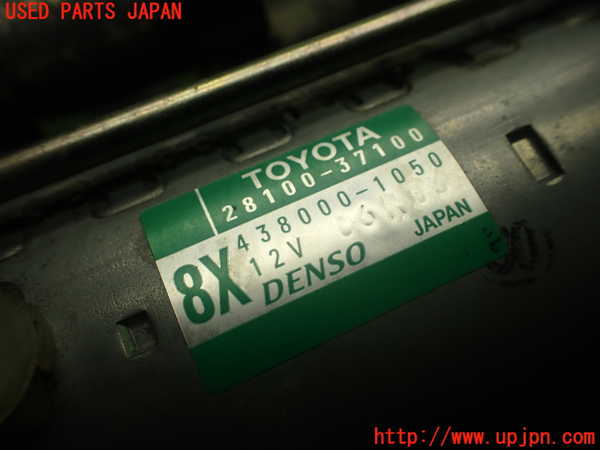 USED PARTS JAPAN
TOYOTA
28100-37100
8X
438000-1050
12V
DENSO
JAPAN
http://www.upjpn.com/